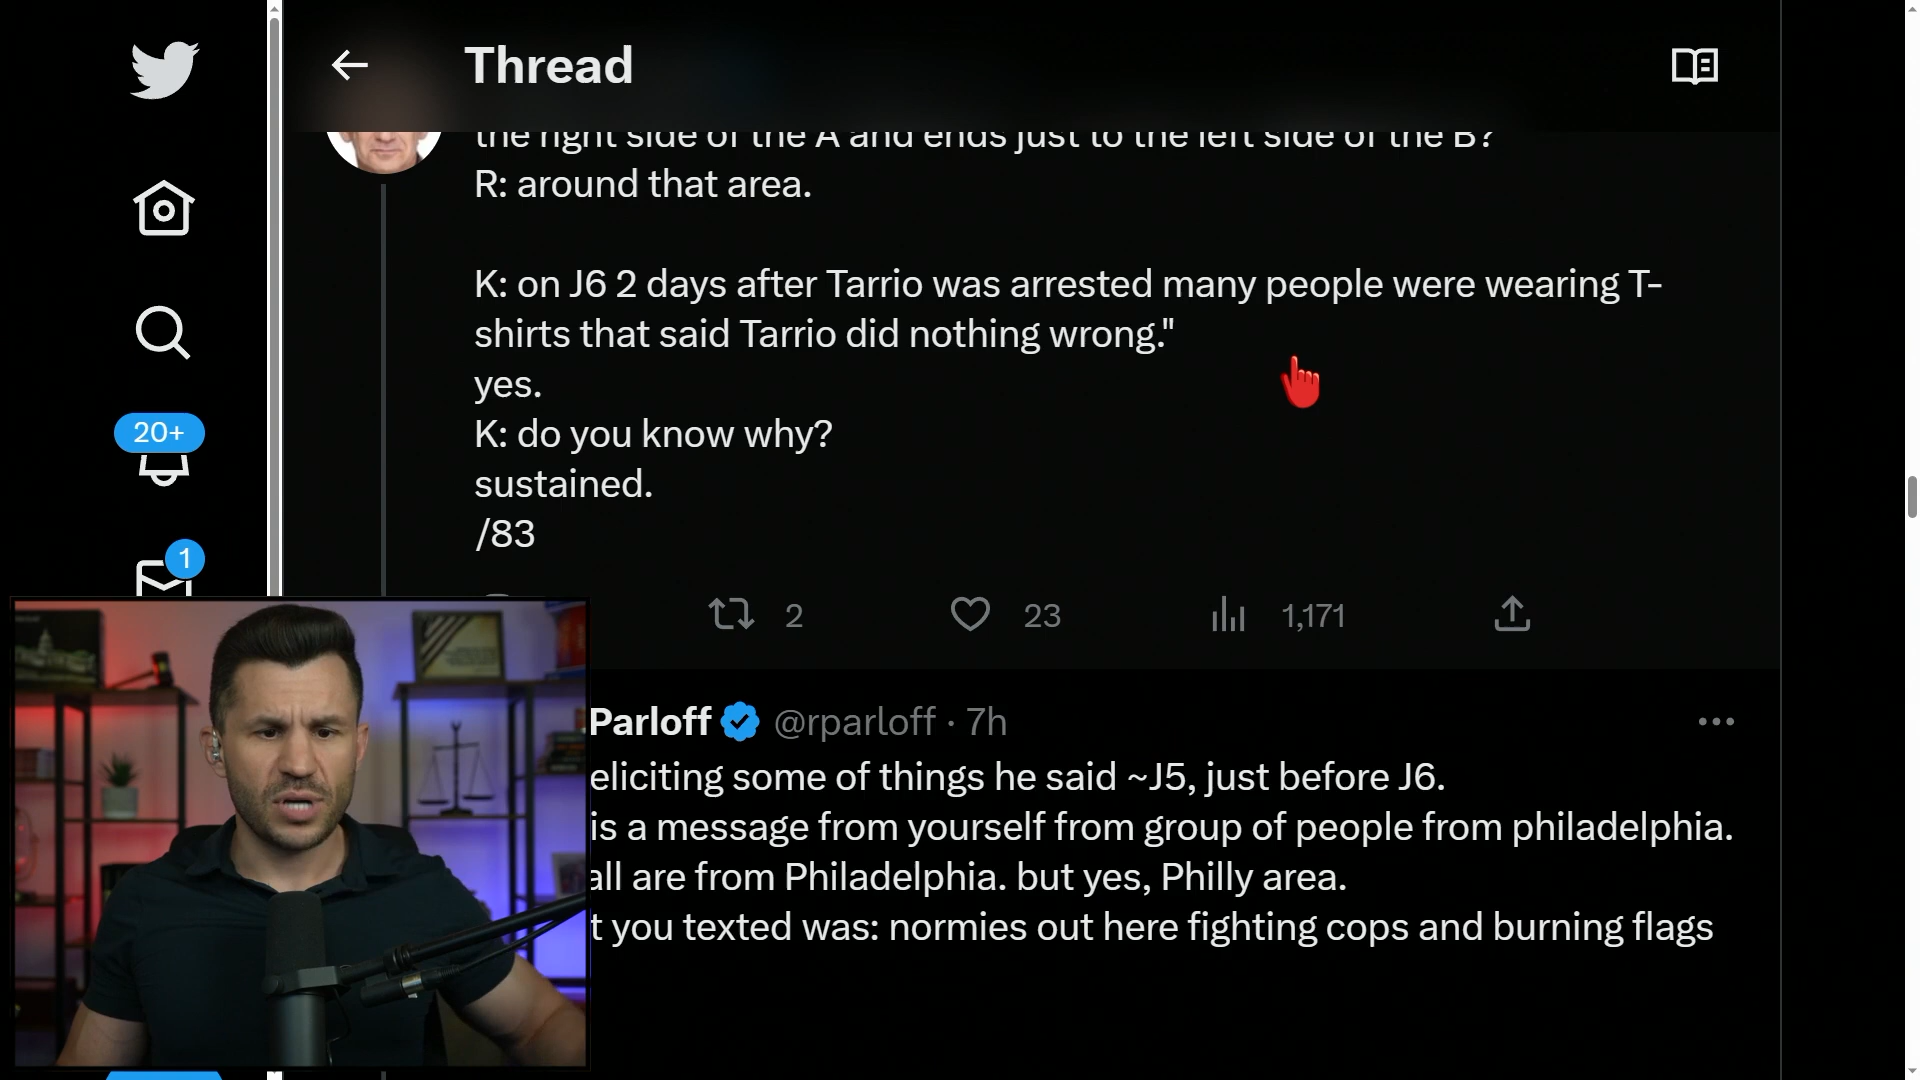 Thread
the right side of the A and ends just to the left side of the B?
R: around that area.
K: on J6 2 days after Tarrio was arrested many people were wearing T-
shirts that said Tarrio did nothing wrong."
yes.
K: do you know why?
sustained.
/83
20+
1
2
23
1,171
Parloff @rparloff · 7h
eliciting some of things he said ~J5, just before J6.
is a message from yourself from group of people from philadelphia.
all are from Philadelphia. but yes, Philly area.
t you texted was: normies out here fighting cops and burning flags